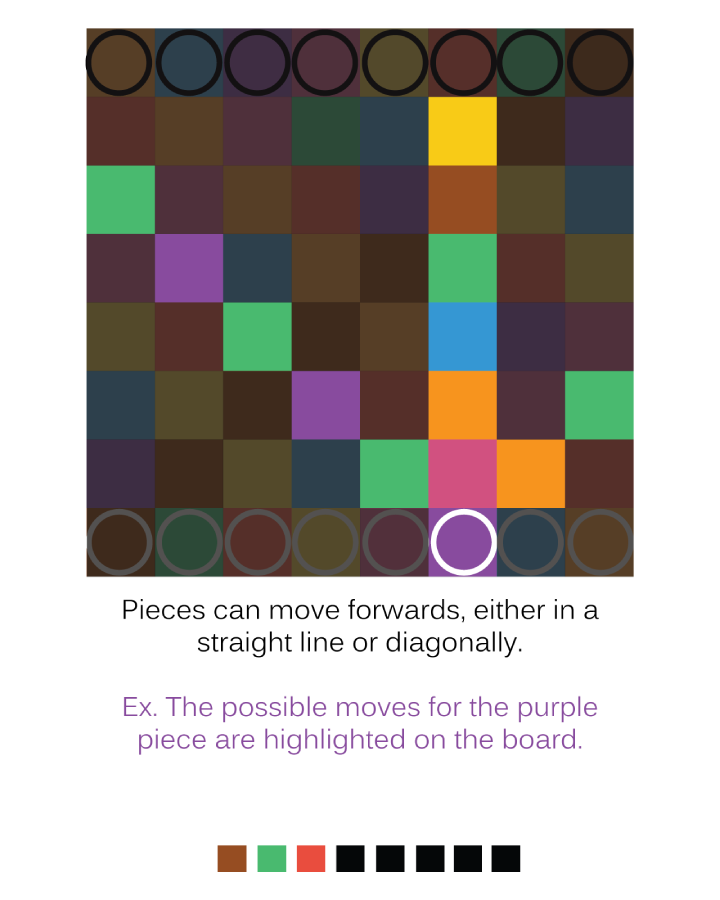 Pieces can move forwards, either in a
straight line or diagonally.
Ex. The possible moves for the purple
piece are highlighted on the board.